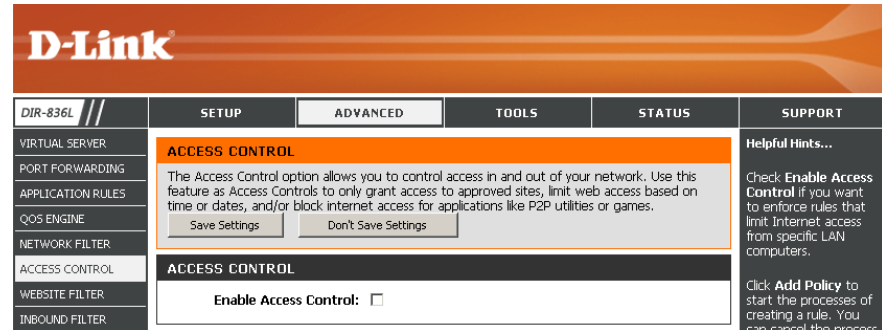 D-Link
DIR-836L
SETUP
ADVANCED
TOOLS
STATUS
SUPPORT
VIRTUAL SERVER
PORT FORWARDING
APPLICATION RULES
QOS ENGINE
NETWORK FILTER
ACCESS CONTROL
WEBSITE FILTER
INBOUND FILTER
ACCESS CONTROL
The Access Control option allows you to control access in and out of your network. Use this
feature as Access Controls to only grant access to approved sites, limit web access based on
time or dates, and/or block internet access for applications like P2P utilities or games.
Save Settings
Don't Save Settings
ACCESS CONTROL
Enable Access Control:
Helpful Hints...
Check Enable Access
Control if you want
to enforce rules that
limit Internet access
from specific LAN
computers.
Click Add Policy to
start the processes of
creating a rule. You
can cancel the process